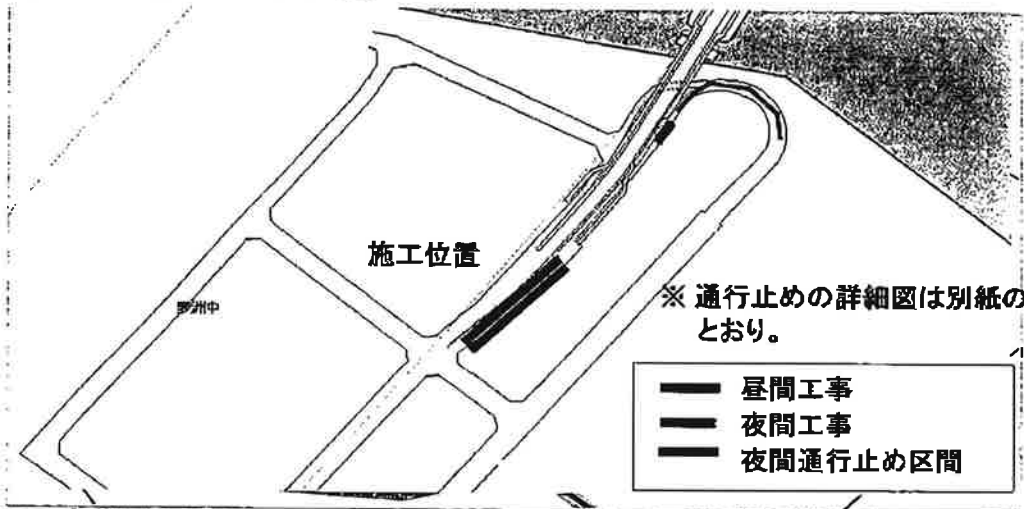 施工位置
※ 通行止めの詳細図は別紙の
とおり。
昼間工事
夜間工事
夜間通行止め区間